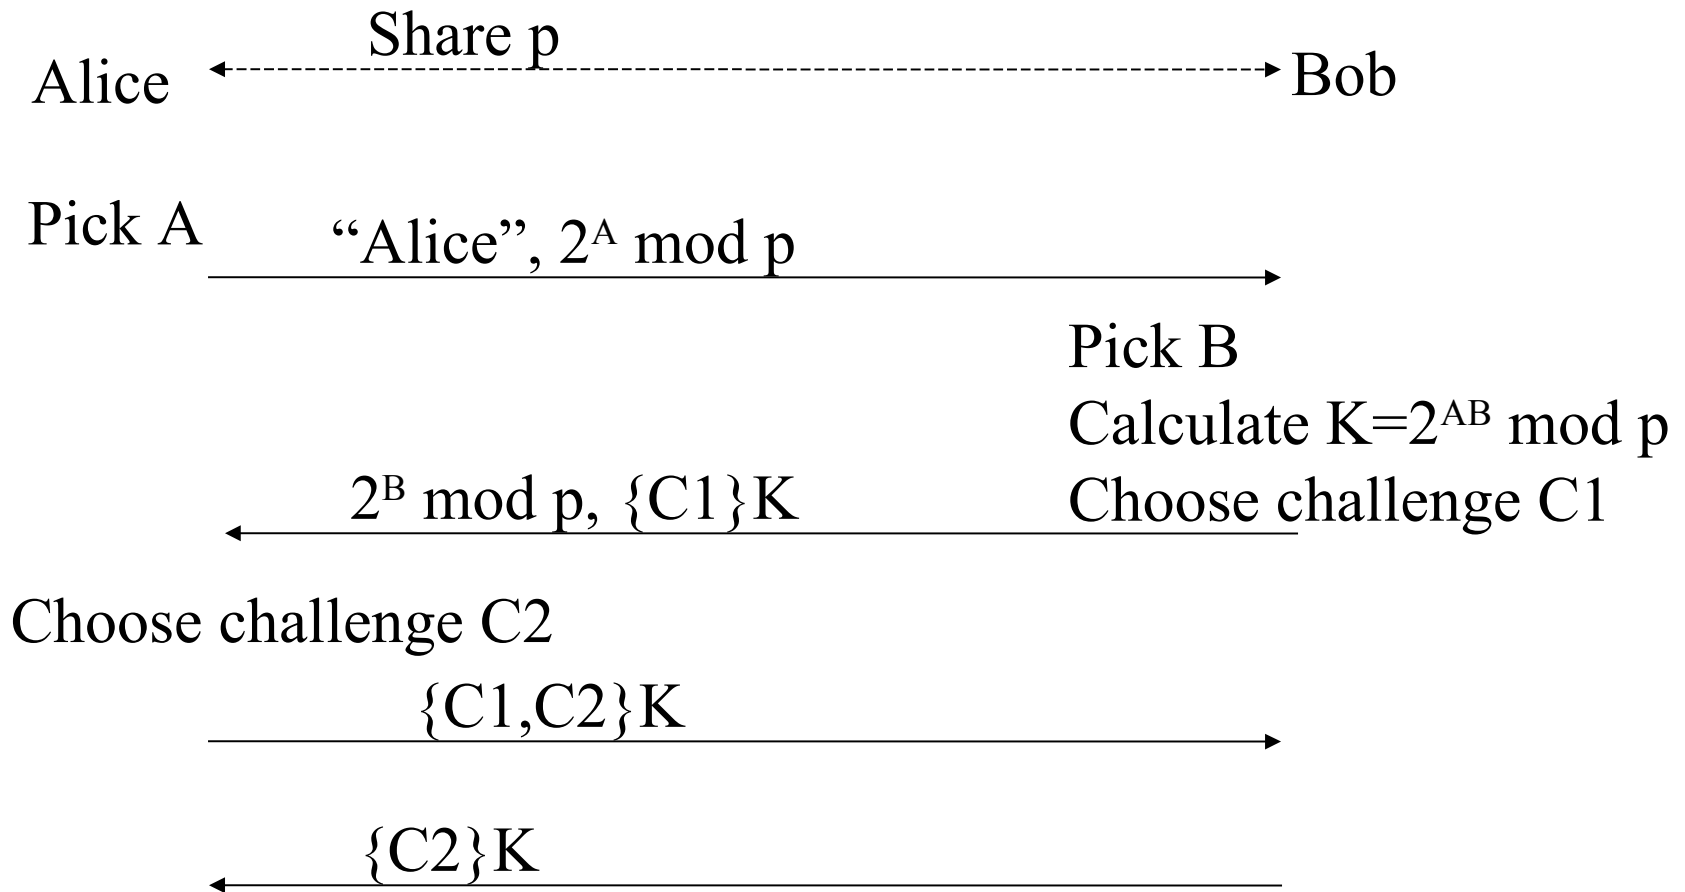 Share p
Alice
Bob
Pick A
“Alice”, 2ᴬ mod p
Pick B
Calculate K=2ᴬᴮ mod p
2ᴮ mod p, {C1}K
Choose challenge C1
Choose challenge C2
{C1,C2}K
{C2}K